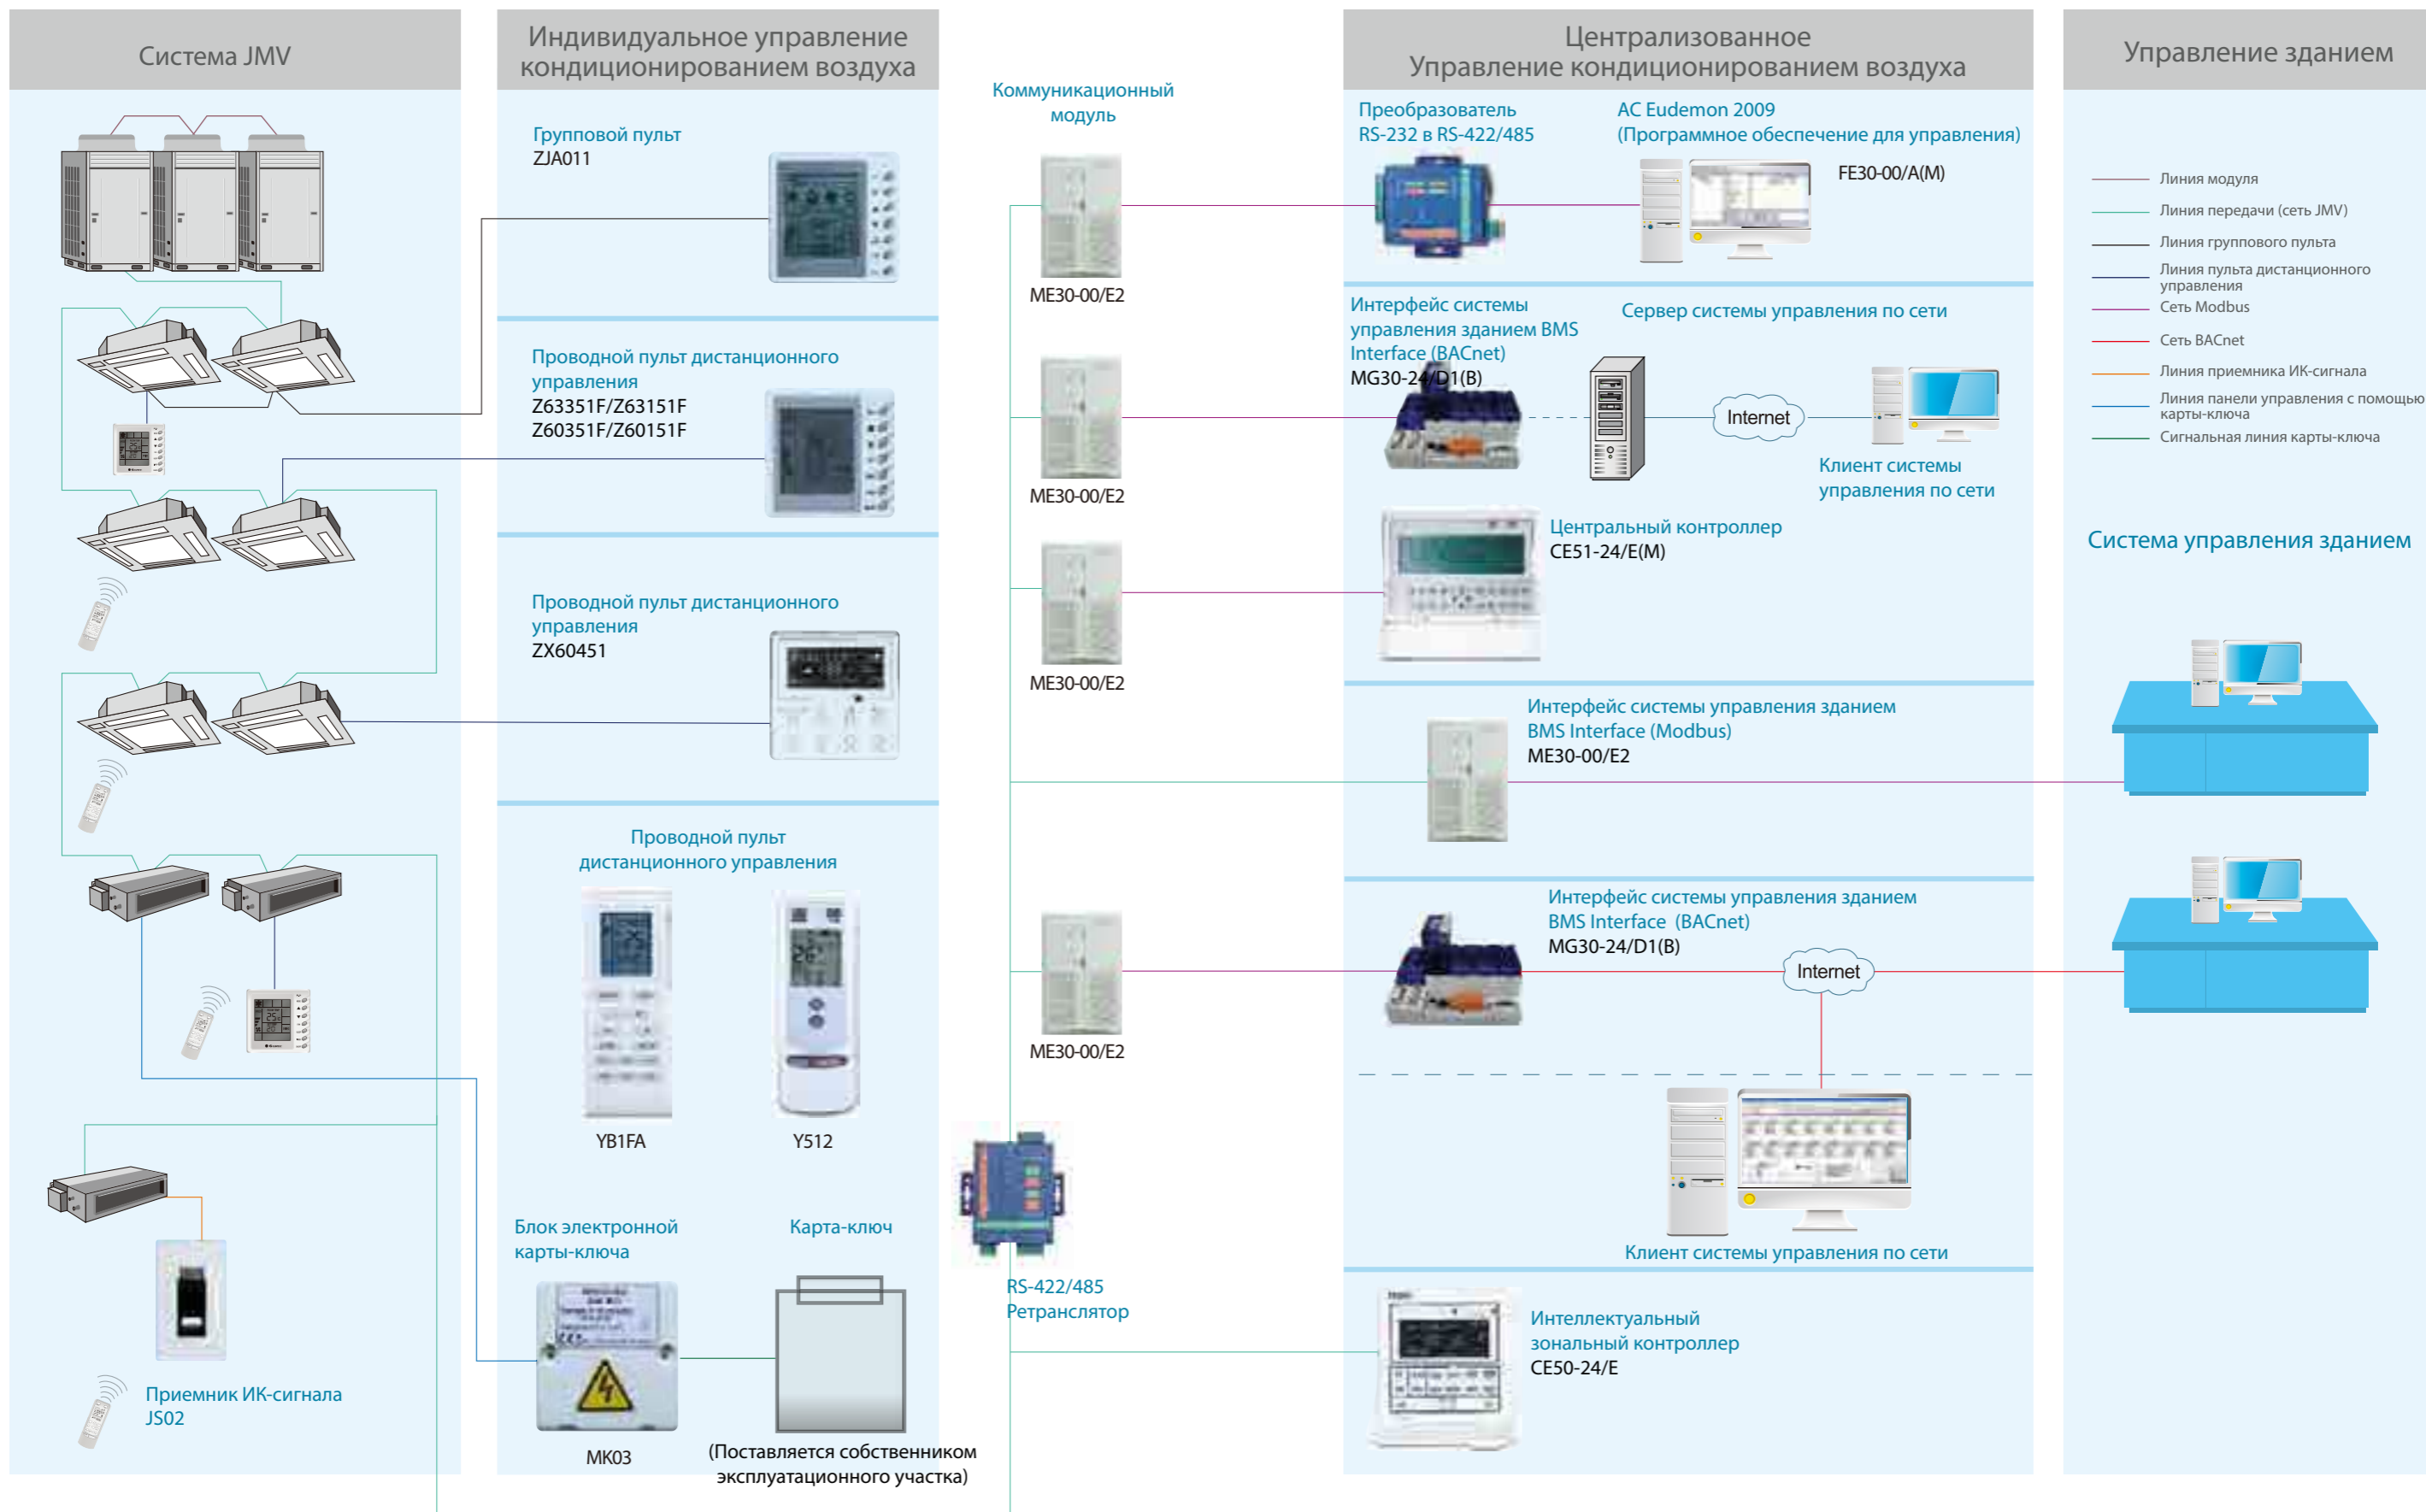 Система JMV
Индивидуальное управление
кондиционированием воздуха
Групповой пульт
ZJA011
Проводной пульт дистанционного
управления
Z63351F/Z63151F
Z60351F/Z60151F
Проводной пульт дистанционного
управления
ZX60451
Проводной пульт
дистанционного управления
YB1FA
Y512
Блок электронной
карты-ключа
Карта-ключ
MK03
(Поставляется собственником
эксплуатационного участка)
Приемник ИК-сигнала
JS02
Коммуникационный
модуль
ME30-00/E2
ME30-00/E2
ME30-00/E2
ME30-00/E2
RS-422/485
Ретранслятор
Централизованное
Управление кондиционированием воздуха
Преобразователь
RS-232 в RS-422/485
AC Eudemon 2009
(Программное обеспечение для управления)
FE30-00/A(M)
Интерфейс системы
управления зданием BMS
Interface (BACnet)
MG30-24/D1(B)
Сервер системы управления по сети
Internet
Клиент системы
управления по сети
Центральный контроллер
CE51-24/E(M)
Интерфейс системы управления зданием
BMS Interface (Modbus)
ME30-00/E2
Интерфейс системы управления зданием
BMS Interface (BACnet)
MG30-24/D1(B)
Internet
Клиент системы управления по сети
Интеллектуальный
зональный контроллер
CE50-24/E
Управление зданием
Линия модуля
Линия передачи (сеть JMV)
Линия группового пульта
Линия пульта дистанционного
управления
Сеть Modbus
Сеть BACnet
Линия приемника ИК-сигнала
Линия панели управления с помощью
карты-ключа
Сигнальная линия карты-ключа
Система управления зданием